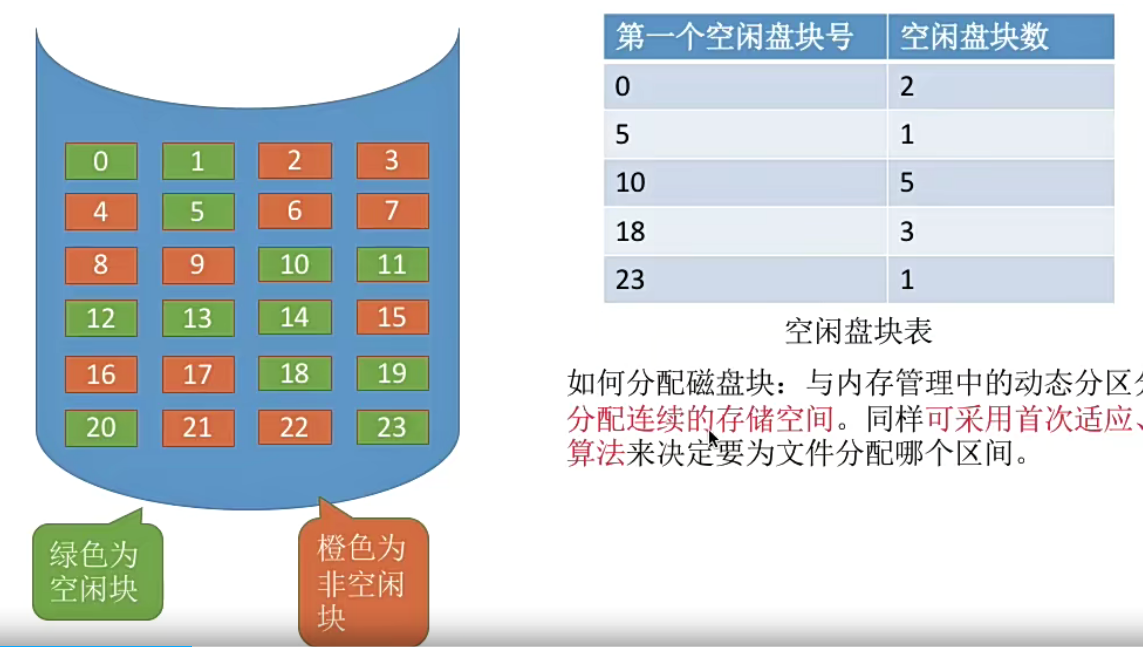 0 1 2 3
4 5 6 7
8 9 10 11
12 13 14 15
16 17 18 19
20 21 22 23
绿色为
空闲块
橙色为
非空闲
块
第一个空闲盘块号 空闲盘块数
0 2
5 1
10 5
18 3
23 1
空闲盘块表
如何分配磁盘块：与内存管理中的动态分区
分配连续的存储空间。同样可采用首次适应、
算法来决定要为文件分配哪个区间。